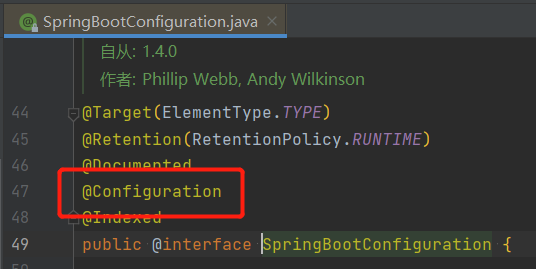 SpringBootConfiguration.java ×
自从: 1.4.0
作者: Phillip Webb, Andy Wilkinson
44 @Target(ElementType.TYPE)
45 @Retention(RetentionPolicy.RUNTIME)
46 @Documented
47 @Configuration
48 @Indexed
49 public @interface SpringBootConfiguration {